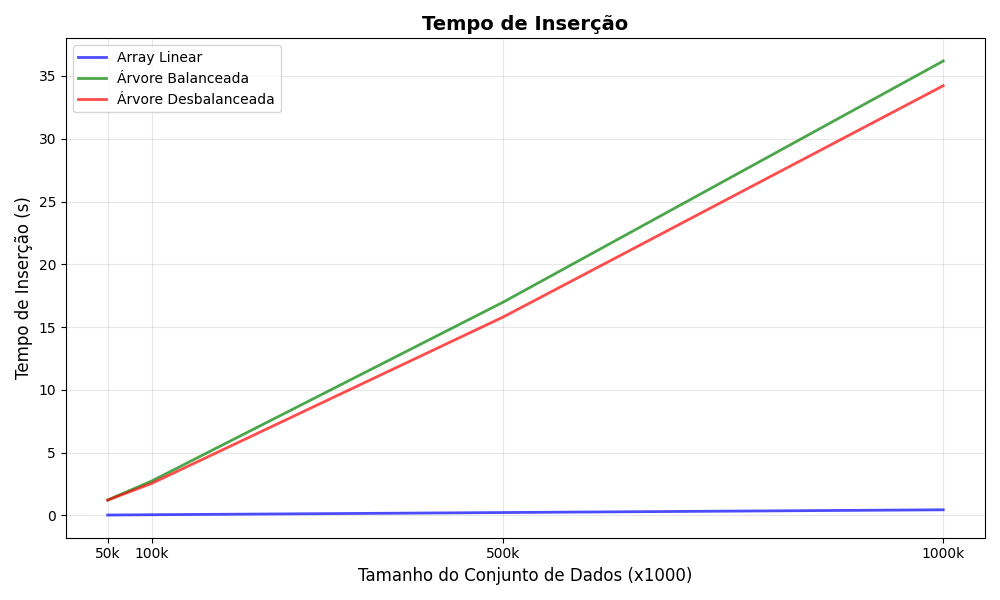 Tempo de Inserção
Array Linear
Árvore Balanceada
Árvore Desbalanceada
Tempo de Inserção (s)
35
30
25
20
15
10
5
0
50k
100k
500k
1000k
Tamanho do Conjunto de Dados (x1000)